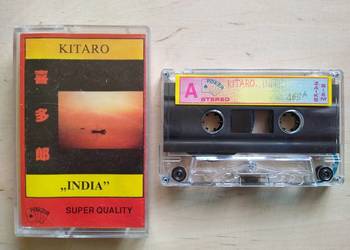 KITARO
喜
多
郎
„INDIA”
SUPER QUALITY
A
STEREO
KITARO